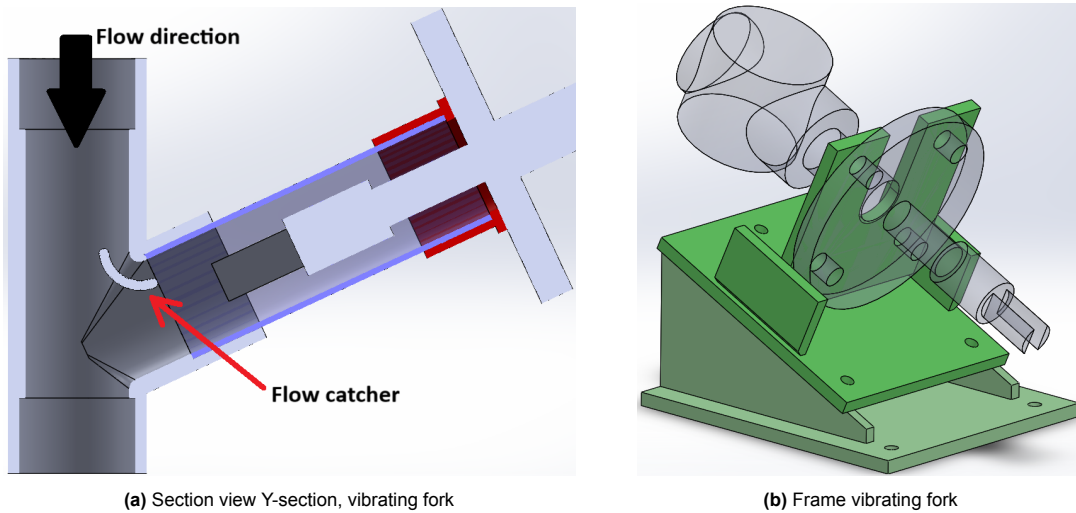 Flow direction
Flow catcher
(a) Section view Y-section, vibrating fork
(b) Frame vibrating fork